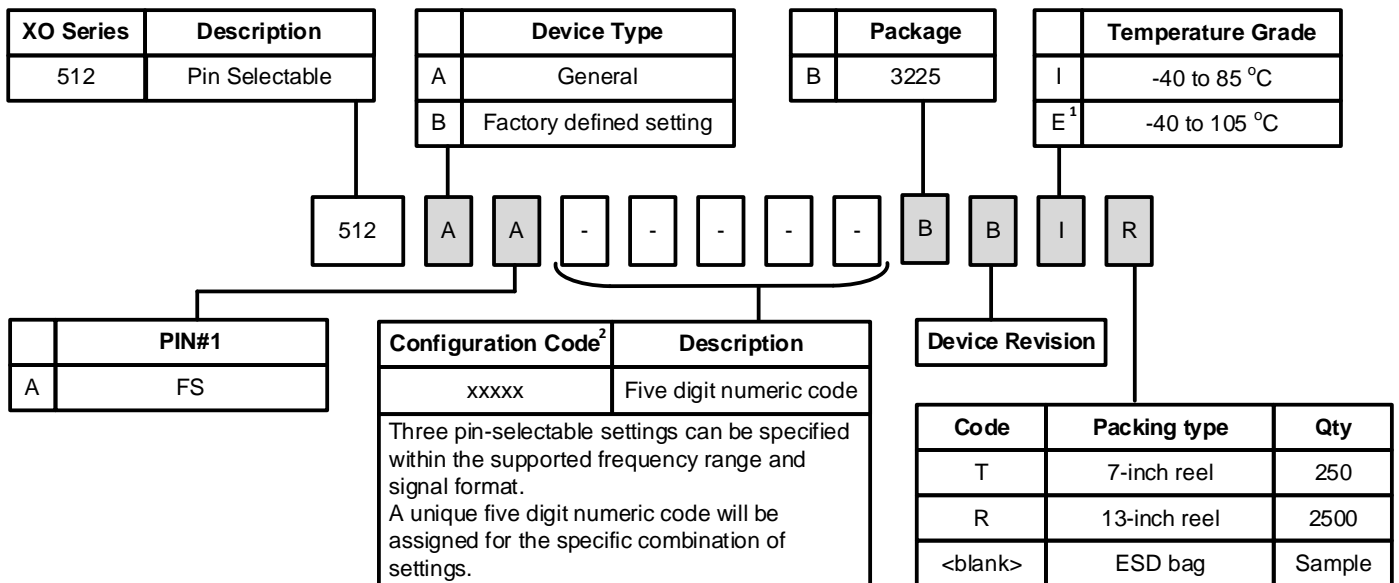 XO Series Description
512 Pin Selectable
Device Type
A General
B Factory defined setting
Package
B 3225
Temperature Grade
I -40 to 85 °C
E¹ -40 to 105 °C
512 A A - - - - - B B I R
PIN#1
A FS
Configuration Code² Description
xxxxx Five digit numeric code
Three pin-selectable settings can be specified
within the supported frequency range and
signal format.
A unique five digit numeric code will be
assigned for the specific combination of
settings.
Device Revision
Code Packing type Qty
T 7-inch reel 250
R 13-inch reel 2500
<blank> ESD bag Sample